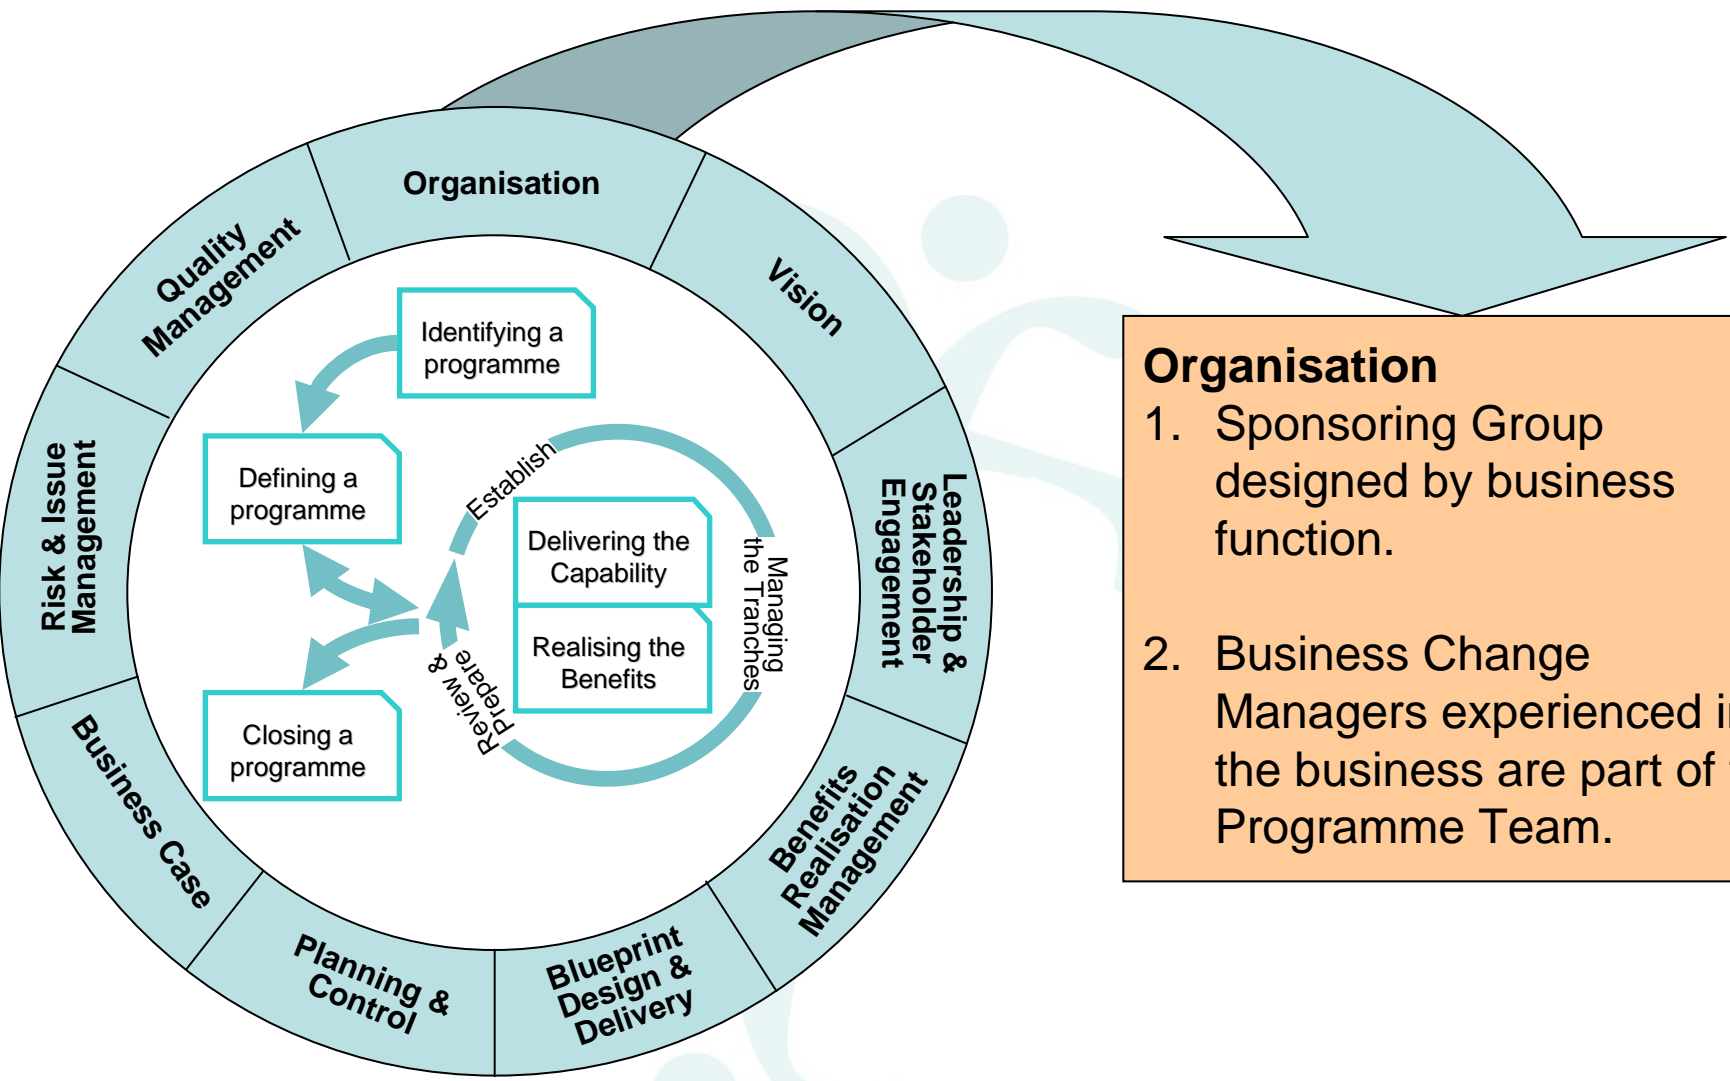 Organisation
Vision
Leadership &
Stakeholder
Engagement
Benefits
Realisation
Management
Blueprint
Design &
Delivery
Planning &
Control
Business Case
Risk & Issue
Management
Quality
Management
Identifying a
programme
Defining a
programme
Closing a
programme
Establish
Managing
the Tranches
Review &
Prepare
Delivering the
Capability
Realising the
Benefits
Organisation
1. Sponsoring Group
designed by business
function.
2. Business Change
Managers experienced
the business are part of
Programme Team.